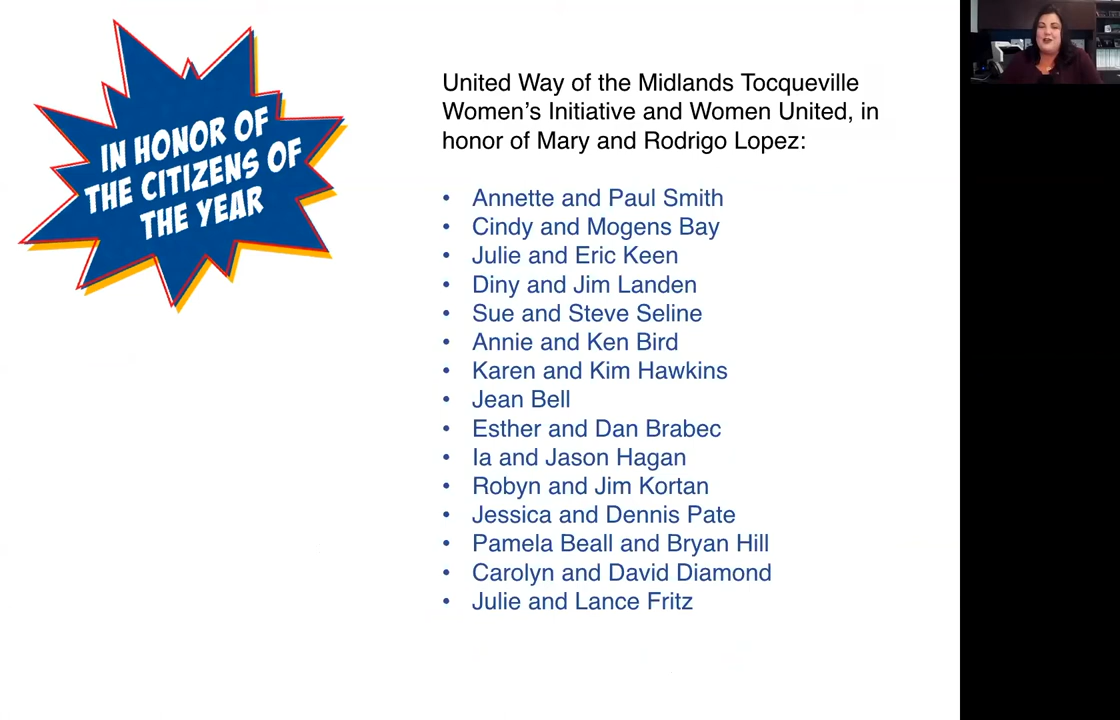 IN HONOR OF
THE CITIZENS OF
THE YEAR
United Way of the Midlands Tocqueville
Women's Initiative and Women United, in
honor of Mary and Rodrigo Lopez:
• Annette and Paul Smith
• Cindy and Mogens Bay
• Julie and Eric Keen
• Diny and Jim Landen
• Sue and Steve Seline
• Annie and Ken Bird
• Karen and Kim Hawkins
• Jean Bell
• Esther and Dan Brabec
• Ia and Jason Hagan
• Robyn and Jim Kortan
• Jessica and Dennis Pate
• Pamela Beall and Bryan Hill
• Carolyn and David Diamond
• Julie and Lance Fritz